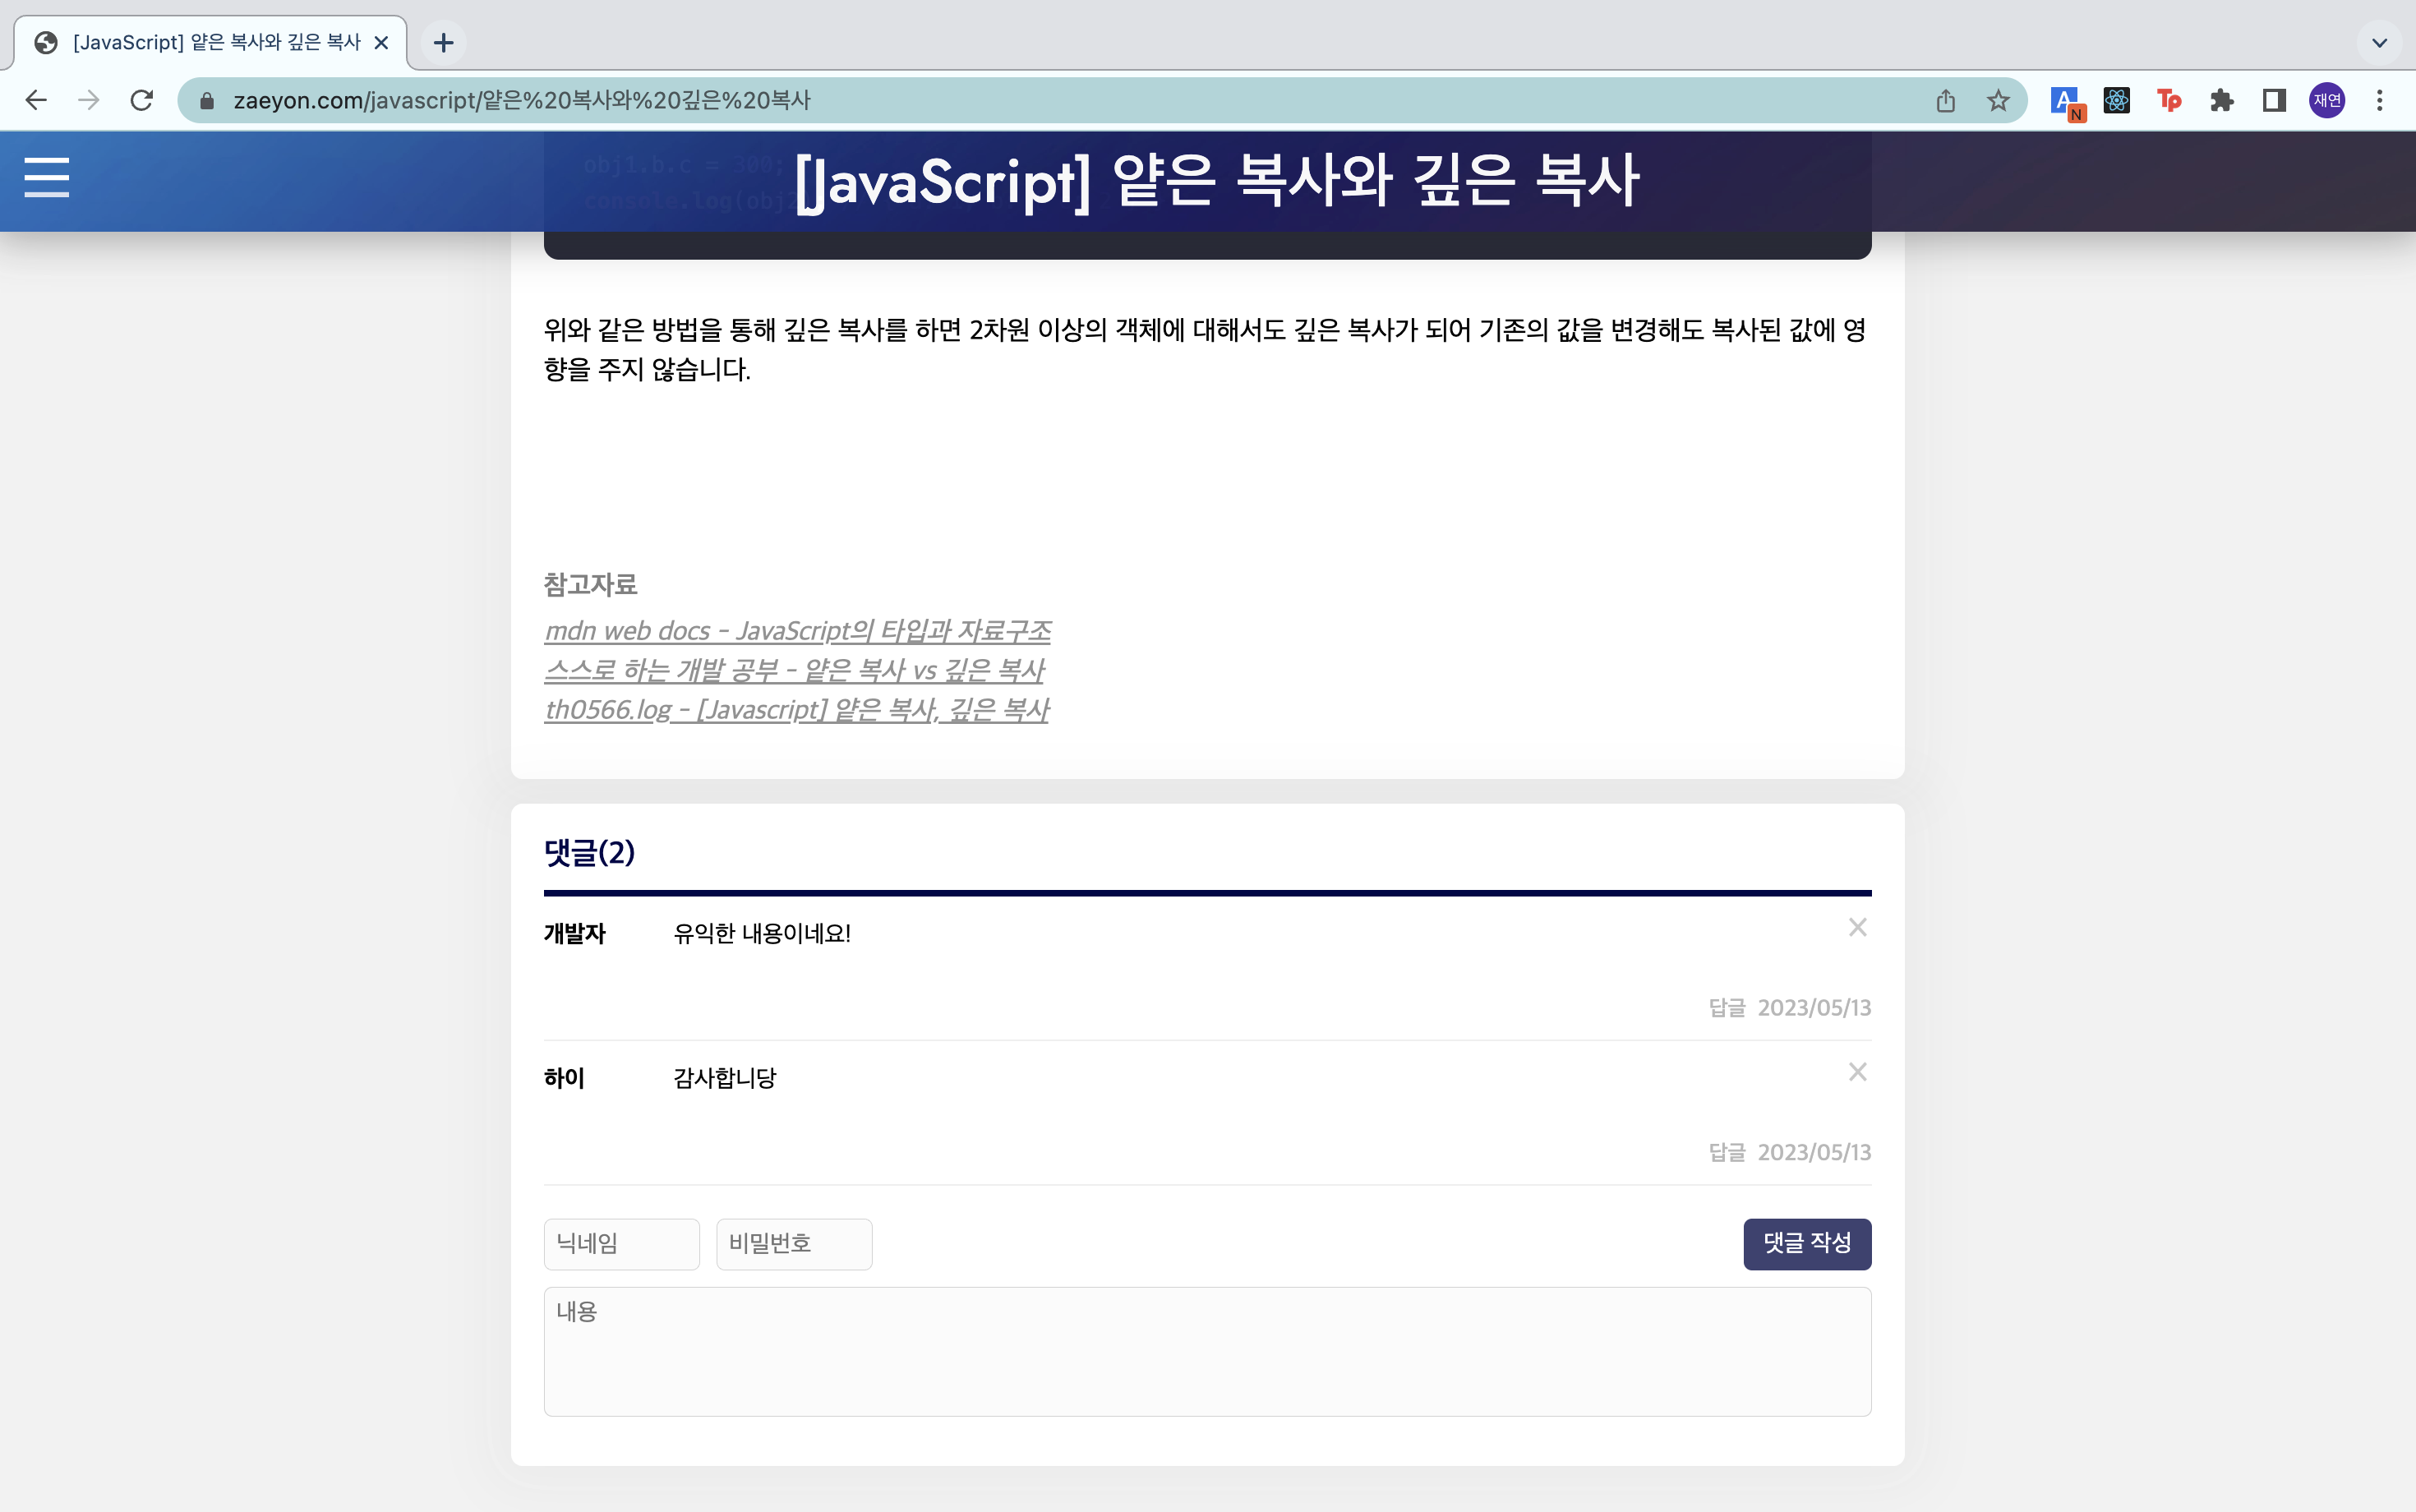 [JavaScript] 얕은 복사와 깊은 복사
zaeyon.com/javascript/얕은%20복사와%20깊은%20복사
A
N
Tp
재연
obj1.b.c = 300;
[JavaScript] 얕은 복사와 깊은 복사
위와 같은 방법을 통해 깊은 복사를 하면 2차원 이상의 객체에 대해서도 깊은 복사가 되어 기존의 값을 변경해도 복사된 값에 영
향을 주지 않습니다.
참고자료
mdn web docs - JavaScript의 타입과 자료구조
스스로 하는 개발 공부 - 얕은 복사 vs 깊은 복사
th0566.log - [Javascript] 얕은 복사, 깊은 복사
댓글(2)
개발자 유익한 내용이네요!
답글 2023/05/13
하이 감사합니당
답글 2023/05/13
닉네임 비밀번호 댓글 작성
내용